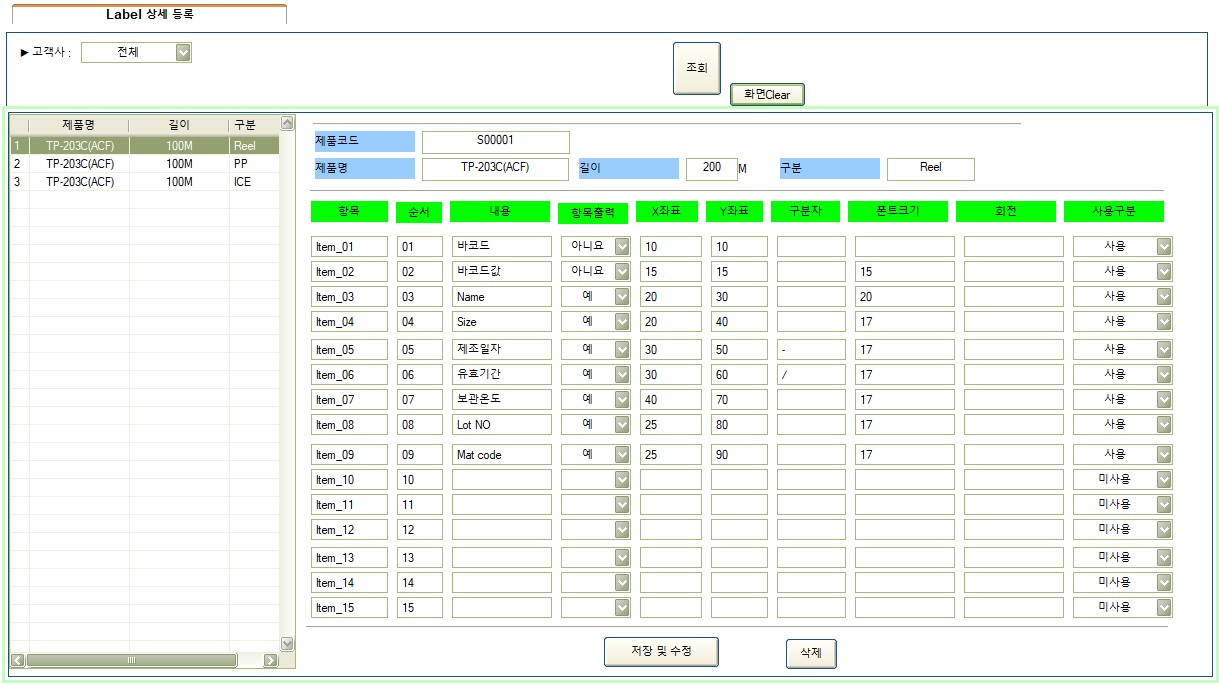 Label 상세 등록
▶ 고객사 : 전체
조회
화면Clear
제품명 길이 구분
1 TP-203C(ACF) 100M Reel
2 TP-203C(ACF) 100M PP
3 TP-203C(ACF) 100M ICE
제품코드 S00001
제품명 TP-203C(ACF) 길이 200 M 구분 Reel
항목 순서 내용 항목출력 X좌표 Y좌표 구분자 폰트크기 회전 사용구분
Item_01 01 바코드 아니요 10 10 사용
Item_02 02 바코드값 아니요 15 15 15 사용
Item_03 03 Name 예 20 30 20 사용
Item_04 04 Size 예 20 40 17 사용
Item_05 05 제조일자 예 30 50 - 17 사용
Item_06 06 유효기간 예 30 60 / 17 사용
Item_07 07 보관온도 예 40 70 17 사용
Item_08 08 Lot NO 예 25 80 17 사용
Item_09 09 Mat code 예 25 90 17 사용
Item_10 10 미사용
Item_11 11 미사용
Item_12 12 미사용
Item_13 13 미사용
Item_14 14 미사용
Item_15 15 미사용
저장 및 수정 삭제